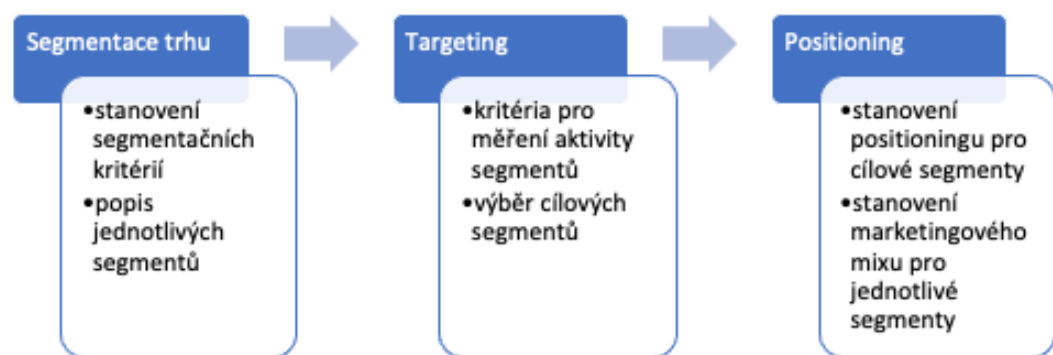 Segmentace trhu
•stanovení
segmentačních
kritérií
•popis
jednotlivých
segmentů
Targeting
•kritéria pro
měření aktivity
segmentů
•výběr cílových
segmentů
Positioning
•stanovení
positioningu pro
cílové segmenty
•stanovení
marketingového
mixu pro
jednotlivé
segmenty